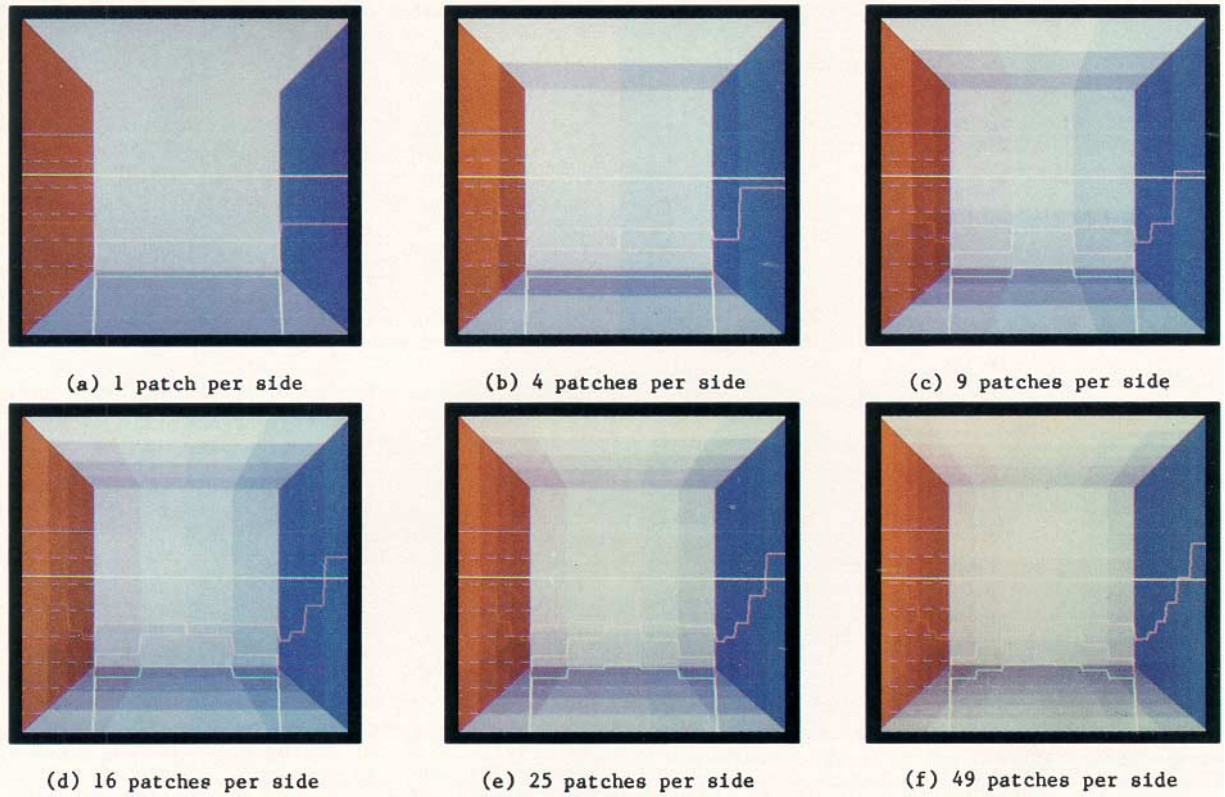 (a) 1 patch per side
(b) 4 patches per side
(c) 9 patches per side
(d) 16 patches per side
(e) 25 patches per side
(f) 49 patches per side